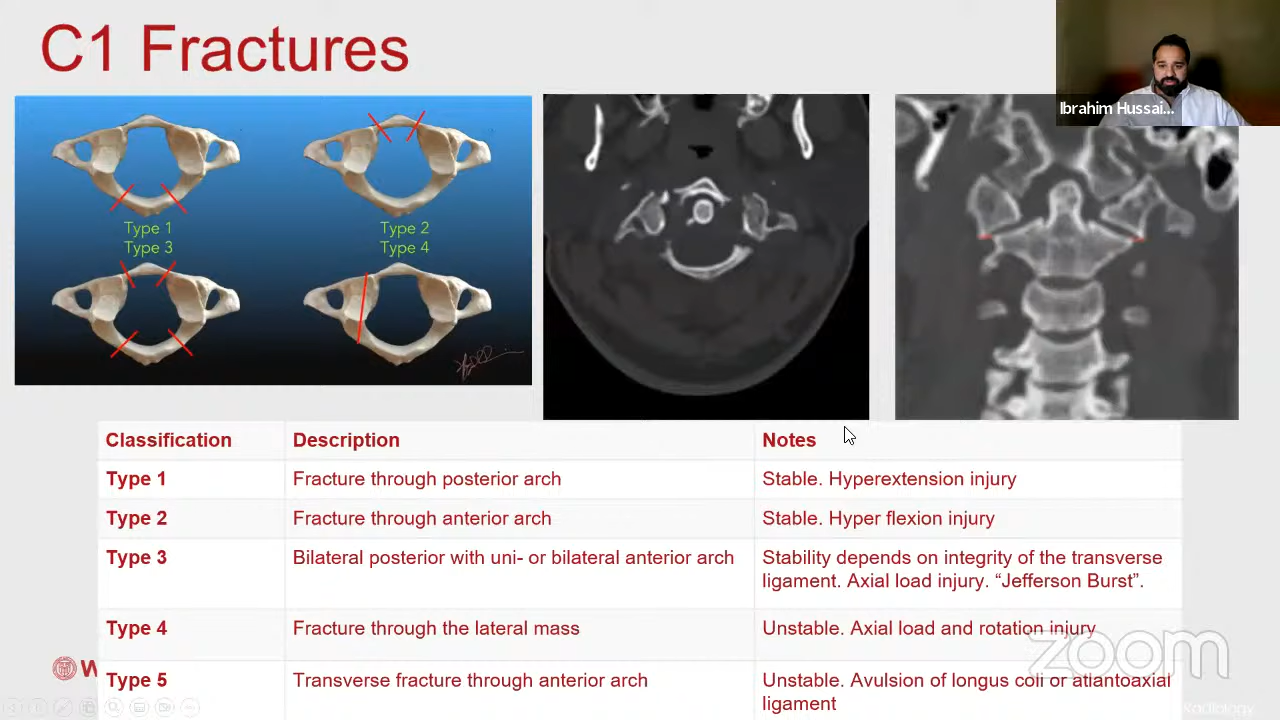 C1 Fractures
Ibrahim Hussai...
Type 1
Type 3
Type 2
Type 4
Classification Description Notes
Type 1 Fracture through posterior arch Stable. Hyperextension injury
Type 2 Fracture through anterior arch Stable. Hyper flexion injury
Type 3 Bilateral posterior with uni- or bilateral anterior arch Stability depends on integrity of the transverse
ligament. Axial load injury. “Jefferson Burst”.
Type 4 Fracture through the lateral mass Unstable. Axial load and rotation injury
zoom
W
Type 5 Transverse fracture through anterior arch Unstable. Avulsion of longus coli or atlantoaxial
ligament
Radiology